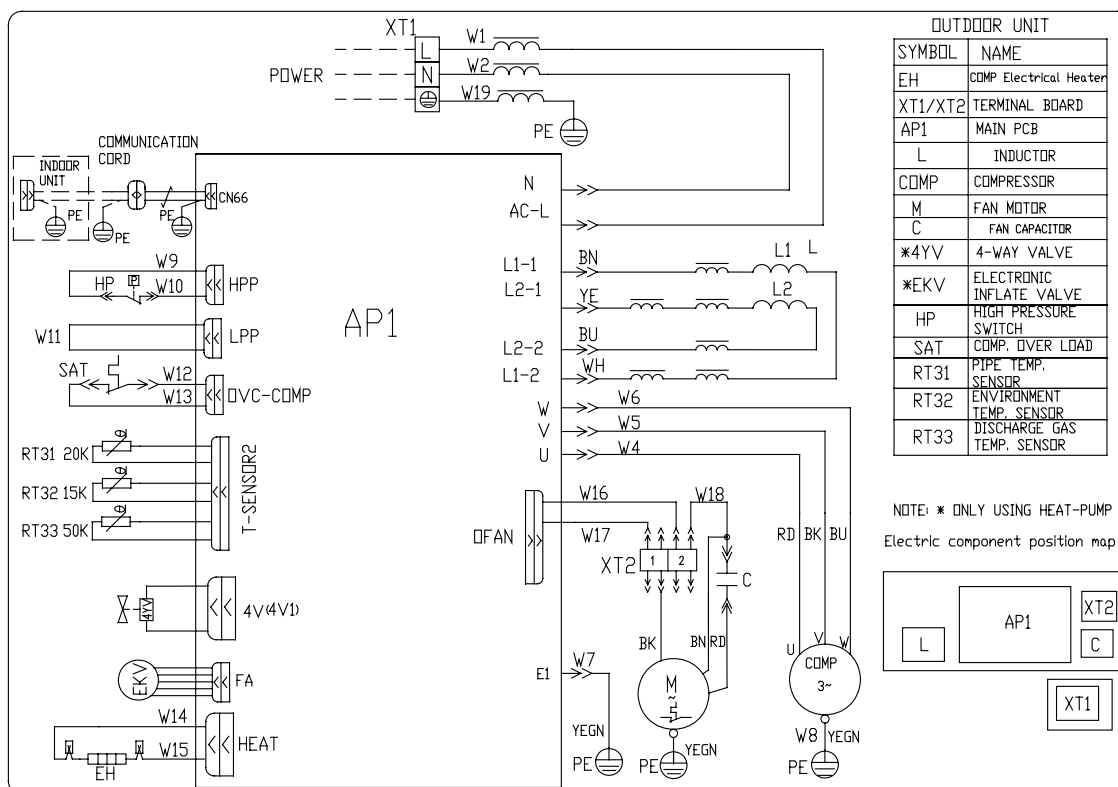 XT1
L
N
POWER
W1
W2
W19
PE
COMMUNICATION
CORD
INDOOR
UNIT
PE
PE
PE
CN66
N
AC-L
W9
HP
P
W10
HPP
W11
LPP
SAT
W12
W13
OVC-COMP
RT31 20K
RT32 15K
RT33 50K
T-SENSOR2
4YV
4V(4V1)
EKV
FA
W14
W15
EH
HEAT
AP1
L1-1
BN
L1
L
L2-1
YE
L2
L2-2
BU
L1-2
WH
W
W6
V
W5
U
W4
OFAN
W16
W17
W18
XT2
1
2
C
BK
BN
RD
M
~
YEGN
PE
E1
W7
YEGN
PE
RD
BK
BU
U
V
W
COMP
3~
W8
YEGN
PE
OUTDOOR UNIT
SYMBOL NAME
EH COMP Electrical Heater
XT1/XT2 TERMINAL BOARD
AP1 MAIN PCB
L INDUCTOR
COMP COMPRESSOR
M FAN MOTOR
C FAN CAPACITOR
*4YV 4-WAY VALVE
*EKV ELECTRONIC
INFLATE VALVE
HP HIGH PRESSURE
SWITCH
SAT COMP. OVER LOAD
RT31 PIPE TEMP.
SENSOR
RT32 ENVIRONMENT
TEMP. SENSOR
RT33 DISCHARGE GAS
TEMP. SENSOR
NOTE: * ONLY USING HEAT-PUMP
Electric component position map
L
AP1
XT2
C
XT1